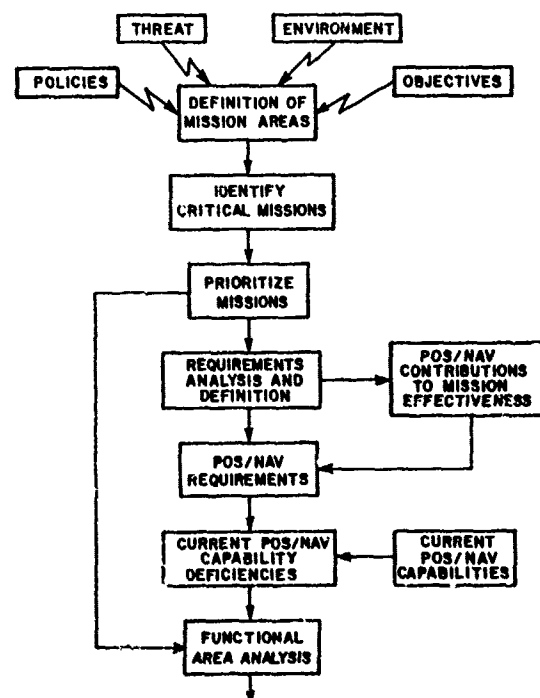 THREAT
ENVIRONMENT
POLICIES
OBJECTIVES
DEFINITION OF
MISSION AREAS
IDENTIFY
CRITICAL MISSIONS
PRIORITIZE
MISSIONS
REQUIREMENTS
ANALYSIS AND
DEFINITION
POS/NAV
CONTRIBUTIONS
TO MISSION
EFFECTIVENESS
POS/NAV
REQUIREMENTS
CURRENT POS/NAV
CAPABILITY
DEFICIENCIES
CURRENT
POS/NAV
CAPABILITIES
FUNCTIONAL
AREA ANALYSIS